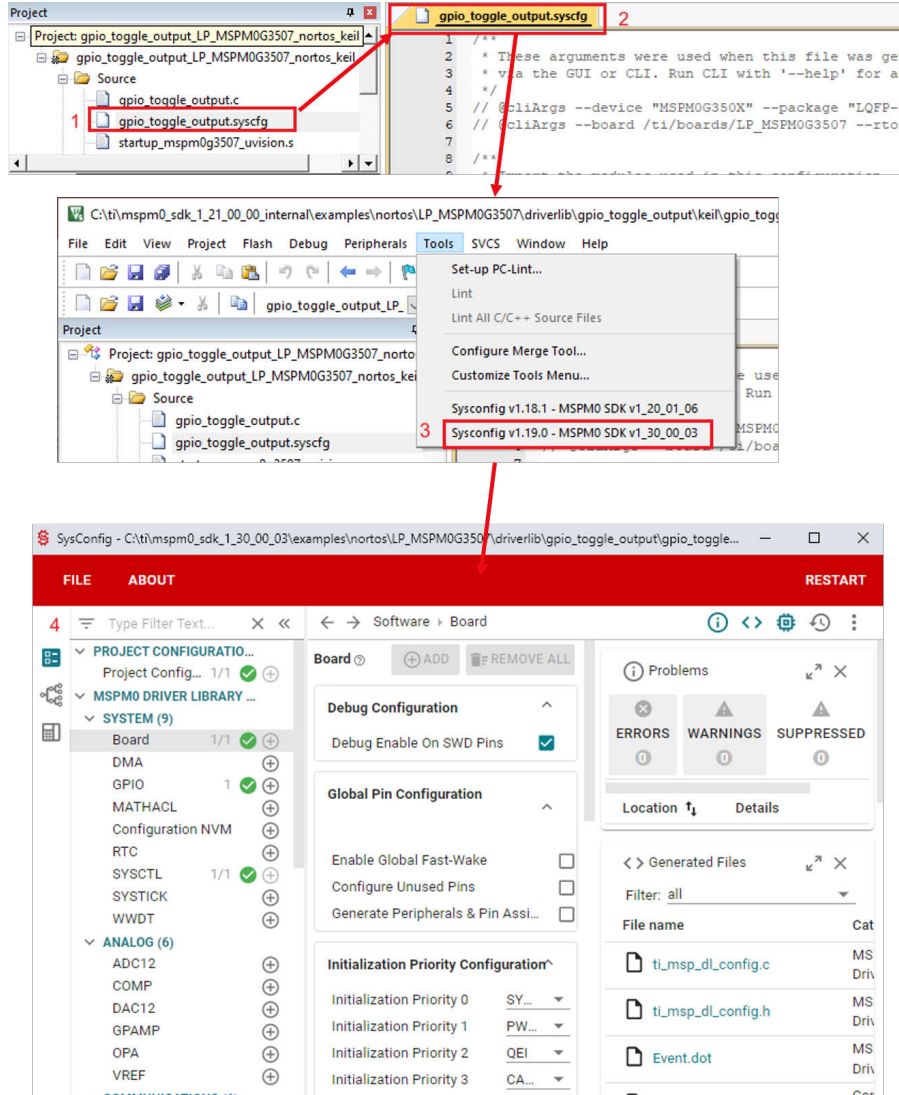 Project
Project: gpio_toggle_output_LP_MSPM0G3507_nortos_keil
gpio_toggle_output_LP_MSPM0G3507_nortos_keil
Source
gpio_toggle_output.c
1 gpio_toggle_output.syscfg
startup_mspm0g3507_uvision.s
gpio_toggle_output.syscfg 2
1 /**
2 * These arguments were used when this file was ge
3 * via the GUI or CLI. Run CLI with '--help' for a
4 */
5 // @cliArgs --device "MSPM0G350X" --package "LQFP-
6 // @cliArgs --board /ti/boards/LP_MSPM0G3507 --rto
7
8 /**
C:\ti\mspm0_sdk_1_21_00_00_internal\examples\nortos\LP_MSPM0G3507\driverlib\gpio_toggle_output\keil\gpio_togg
File Edit View Project Flash Debug Peripherals Tools SVCS Window Help
gpio_toggle_output_LP_
Project
Project: gpio_toggle_output_LP_MSPM0G3507_norto
gpio_toggle_output_LP_MSPM0G3507_nortos_kei
Source
gpio_toggle_output.c
gpio_toggle_output.syscfg
Set-up PC-Lint...
Lint
Lint All C/C++ Source Files
Configure Merge Tool...
Customize Tools Menu...
Sysconfig v1.18.1 - MSPM0 SDK v1_20_01_06
3 Sysconfig v1.19.0 - MSPM0 SDK v1_30_00_03
e use
Run
MSPM0
i/boa
SysConfig - C:\ti\mspm0_sdk_1_30_00_03\examples\nortos\LP_MSPM0G3507\driverlib\gpio_toggle_output\gpio_toggle...
FILE ABOUT RESTART
4 Type Filter Text...
PROJECT CONFIGURATIO...
Project Config... 1/1
MSPM0 DRIVER LIBRARY ...
SYSTEM (9)
Board 1/1
DMA
GPIO 1
MATHACL
Configuration NVM
RTC
SYSCTL 1/1
SYSTICK
WWDT
ANALOG (6)
ADC12
COMP
DAC12
GPAMP
OPA
VREF
Software Board
Board ADD REMOVE ALL
Debug Configuration
Debug Enable On SWD Pins
Global Pin Configuration
Enable Global Fast-Wake
Configure Unused Pins
Generate Peripherals & Pin Assi...
Initialization Priority Configuration
Initialization Priority 0 SY...
Initialization Priority 1 PW...
Initialization Priority 2 QEI
Initialization Priority 3 CA...
Problems
ERRORS WARNINGS SUPPRESSED
0 0 0
Location Details
Generated Files
Filter: all
File name Cat
ti_msp_dl_config.c MS
Driv
ti_msp_dl_config.h MS
Driv
Event.dot MS
Driv